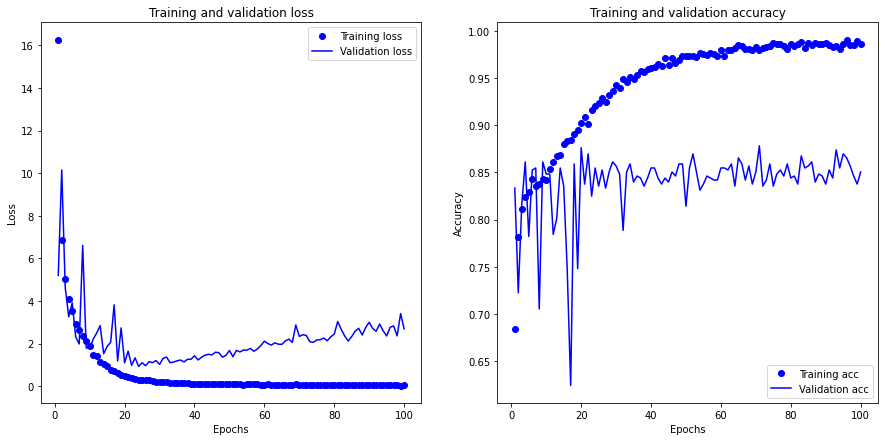 Training and validation loss
Training loss
Validation loss
16
14
12
10
8
6
4
2
0
Loss
0
20
40
60
80
100
Epochs
Training and validation accuracy
1.00
0.95
0.90
0.85
0.80
0.75
0.70
0.65
Accuracy
Training acc
Validation acc
0
20
40
60
80
100
Epochs